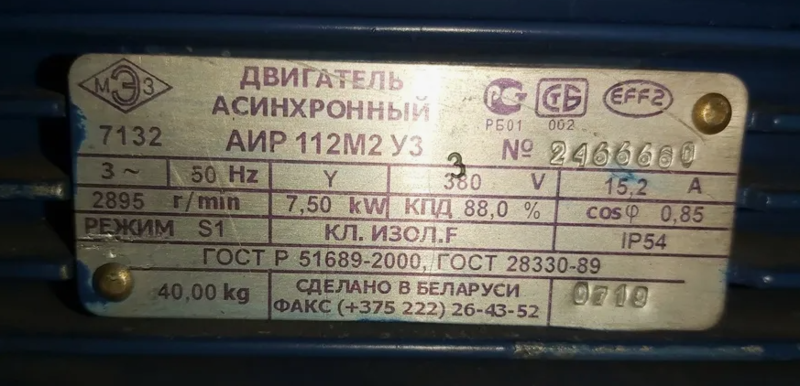 МЭЗ
7132
ДВИГАТЕЛЬ
АСИНХРОННЫЙ
АИР 112М2 У3
3
РБ01 002
EFF2
№ 2466660
3 ~ 50 Hz Y 380 V 15,2 A
2895 r/min 7,50 kW КПД 88,0 % cosφ 0,85
РЕЖИМ S1 КЛ. ИЗОЛ.F IP54
ГОСТ Р 51689-2000, ГОСТ 28330-89
40,00 kg
СДЕЛАНО В БЕЛАРУСИ
ФАКС (+375 222) 26-43-52
0710